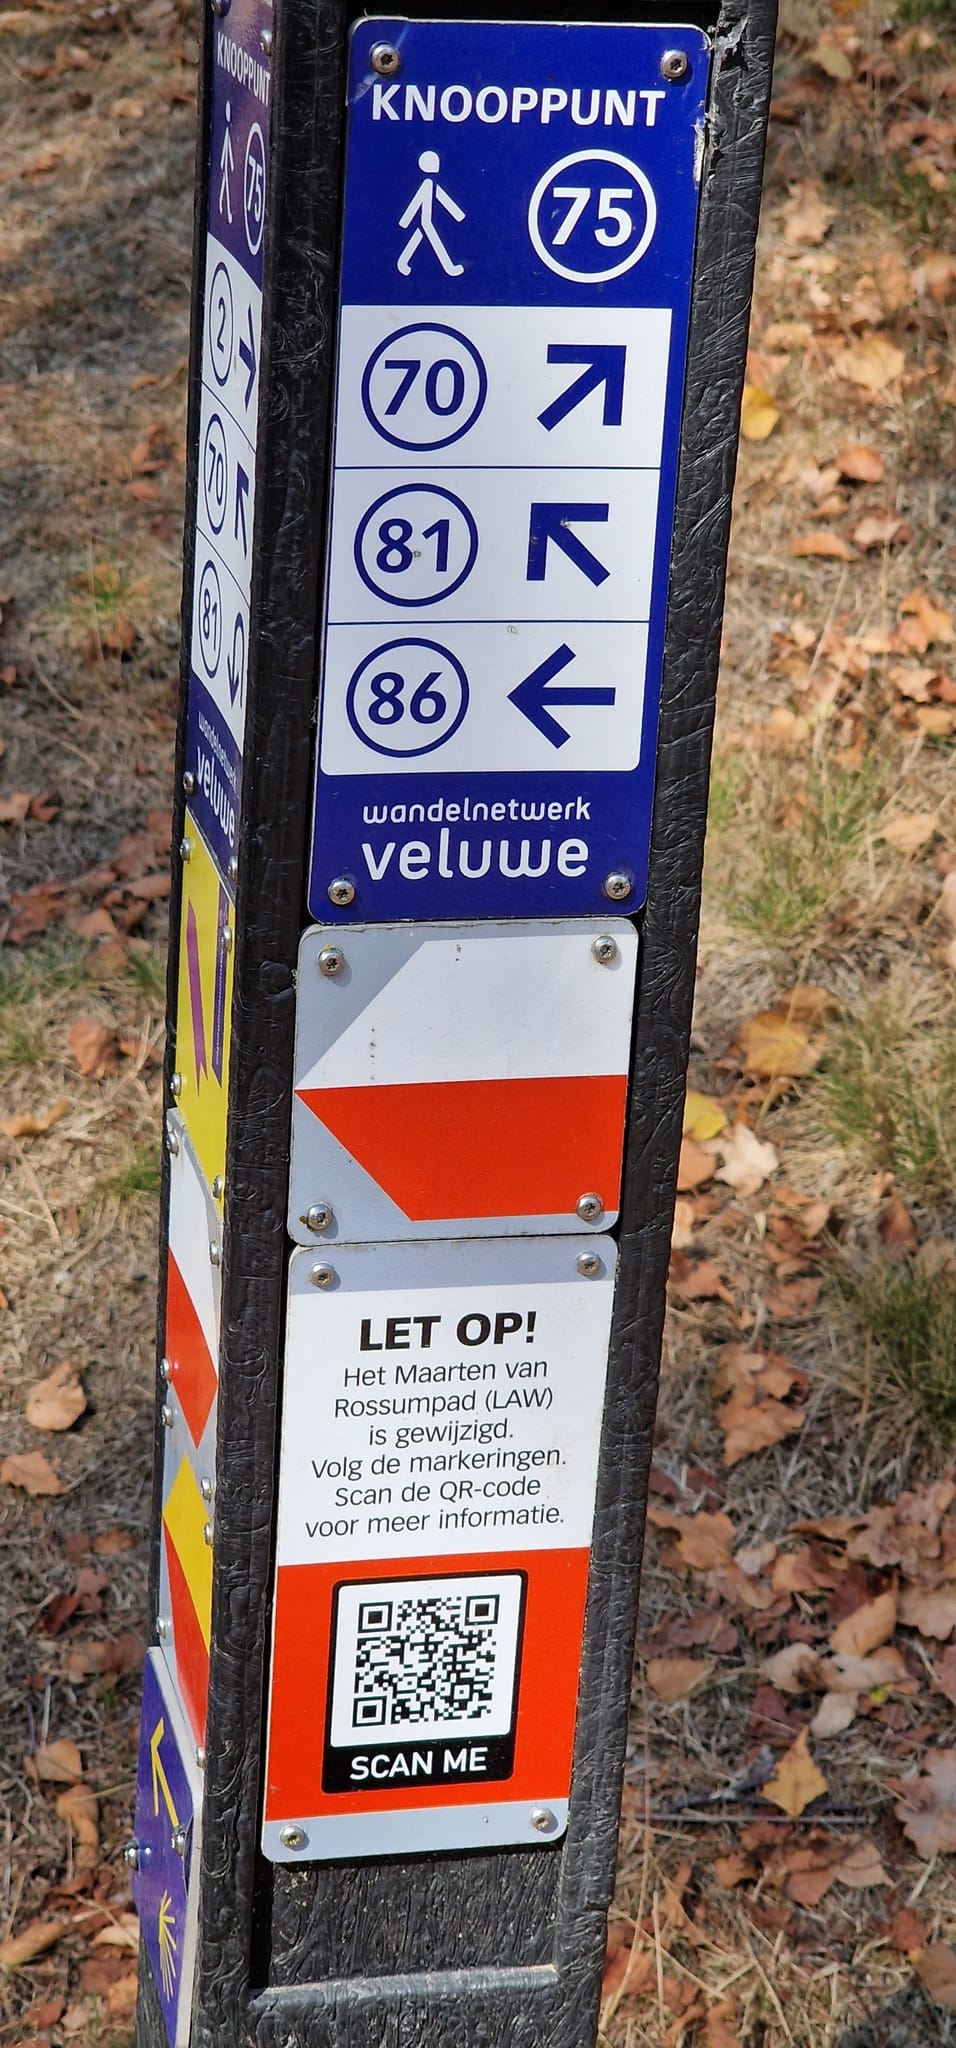 KNOOPPUNT
75
70
81
86
wandelnetwerk
veluwe
LET OP!
Het Maarten van
Rossumpad (LAW)
is gewijzigd.
Volg de markeringen.
Scan de QR-code
voor meer informatie.
SCAN ME
KNOOPPUNT
75
2
70
81
wandelnetwerk
veluwe